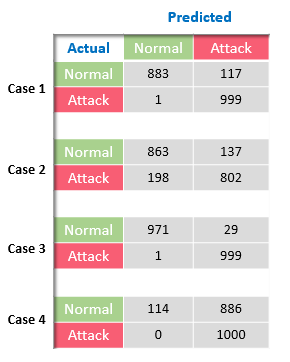 Predicted
Actual Normal Attack
Case 1
Normal 883 117
Attack 1 999
Case 2
Normal 863 137
Attack 198 802
Case 3
Normal 971 29
Attack 1 999
Case 4
Normal 114 886
Attack 0 1000